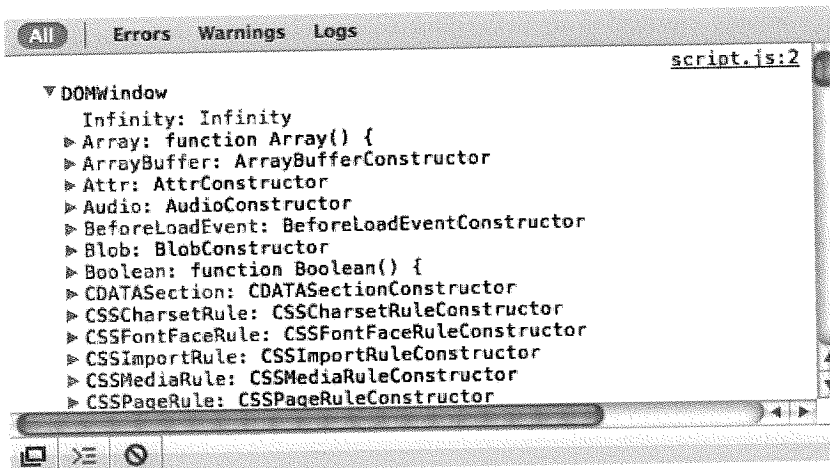 All Errors Warnings Logs
script.js:2
▼DOMWindow
Infinity: Infinity
▶Array: function Array() {
▶ArrayBuffer: ArrayBufferConstructor
▶Attr: AttrConstructor
▶Audio: AudioConstructor
▶BeforeLoadEvent: BeforeLoadEventConstructor
▶Blob: BlobConstructor
▶Boolean: function Boolean() {
▶CDATASection: CDATASectionConstructor
▶CSSCharsetRule: CSSCharsetRuleConstructor
▶CSSFontFaceRule: CSSFontFaceRuleConstructor
▶CSSImportRule: CSSImportRuleConstructor
▶CSSMediaRule: CSSMediaRuleConstructor
▶CSSPageRule: CSSPageRuleConstructor